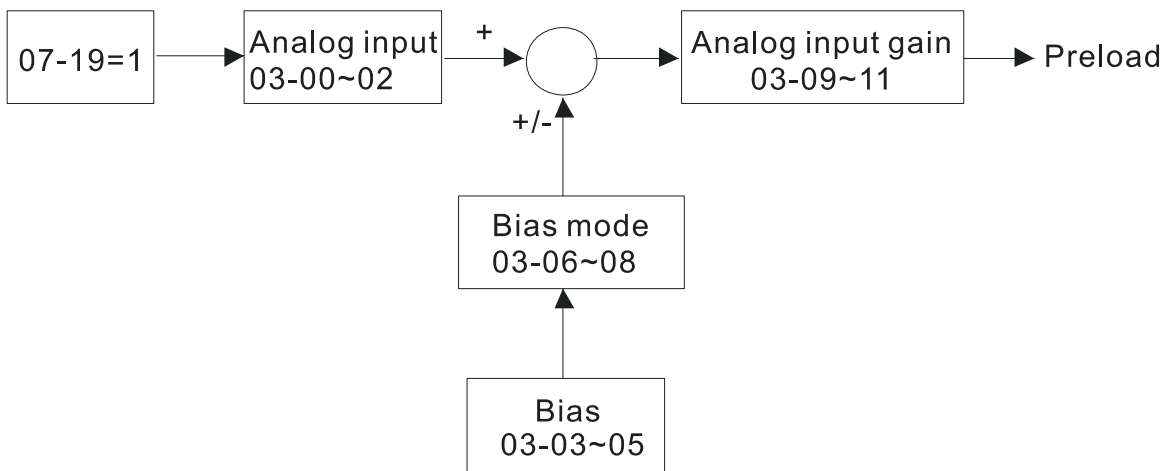 07-19=1
Analog input
03-00~02
+
Analog input gain
03-09~11
Preload
+/-
Bias mode
03-06~08
Bias
03-03~05